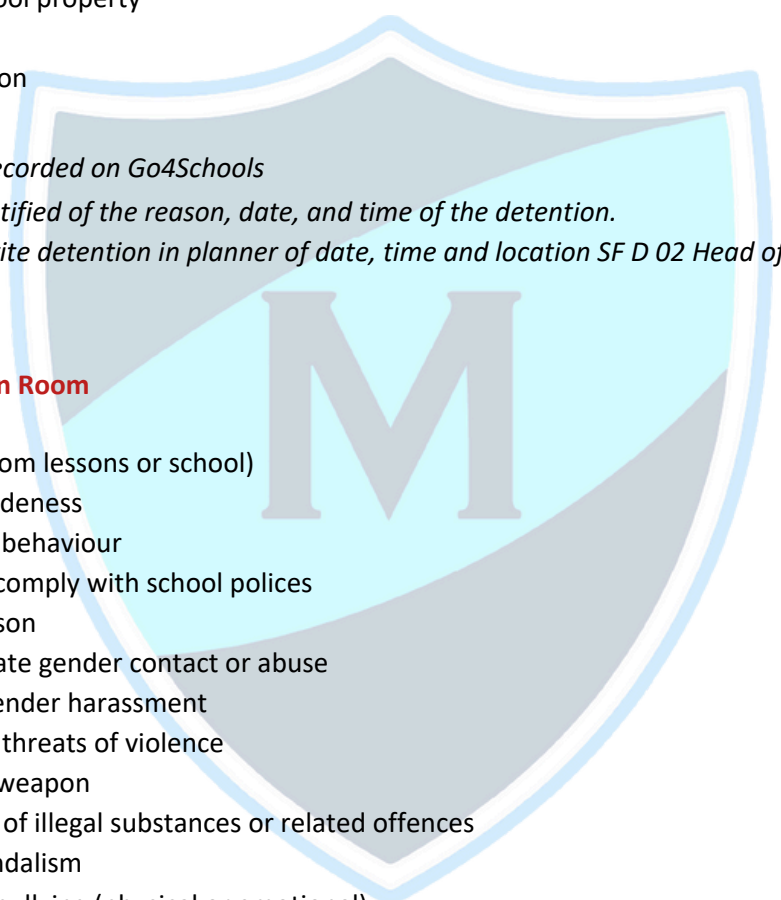 ool property
on
ecorded on Go4Schools
tified of the reason, date, and time of the detention.
ite detention in planner of date, time and location SF D 02 Head of
n Room
om lessons or school)
deness
behaviour
comply with school polices
son
ate gender contact or abuse
ender harassment
threats of violence
weapon
of illegal substances or related offences
ndalism
M